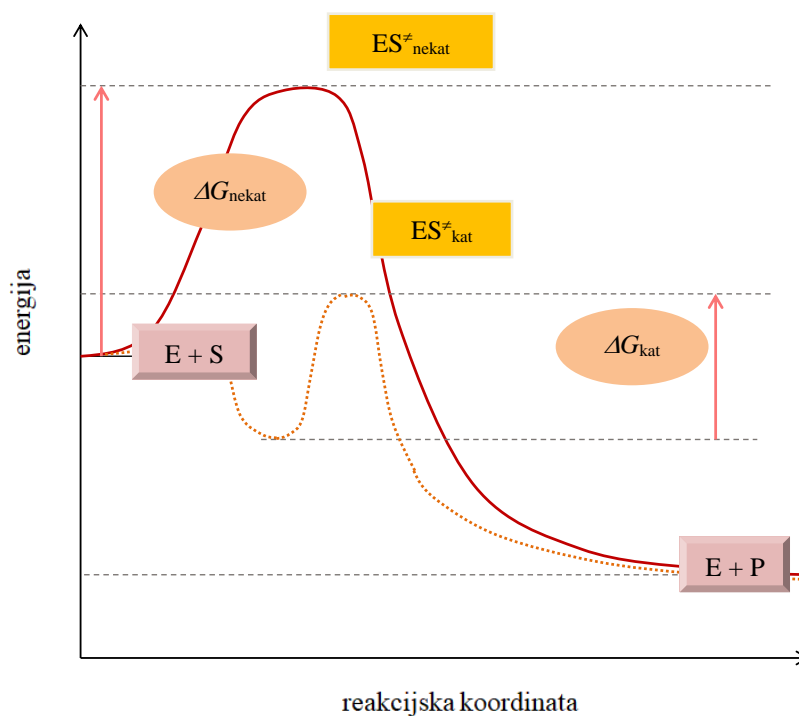 ES≠nekat
ΔGnekat
ES≠kat
energija
E + S
ΔGkat
E + P
reakcijska koordinata